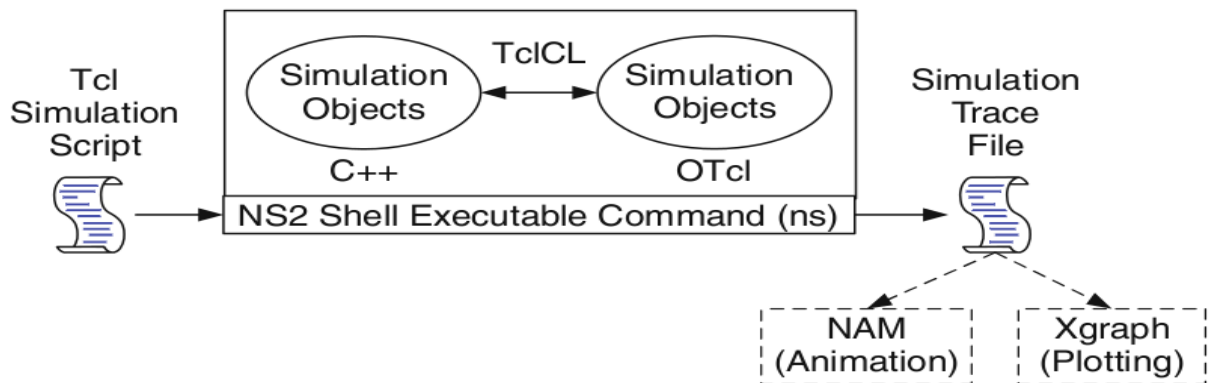 Tcl
Simulation
Script
Simulation
Objects
C++
TclCL
Simulation
Objects
OTcl
NS2 Shell Executable Command (ns)
Simulation
Trace
File
NAM
(Animation)
Xgraph
(Plotting)